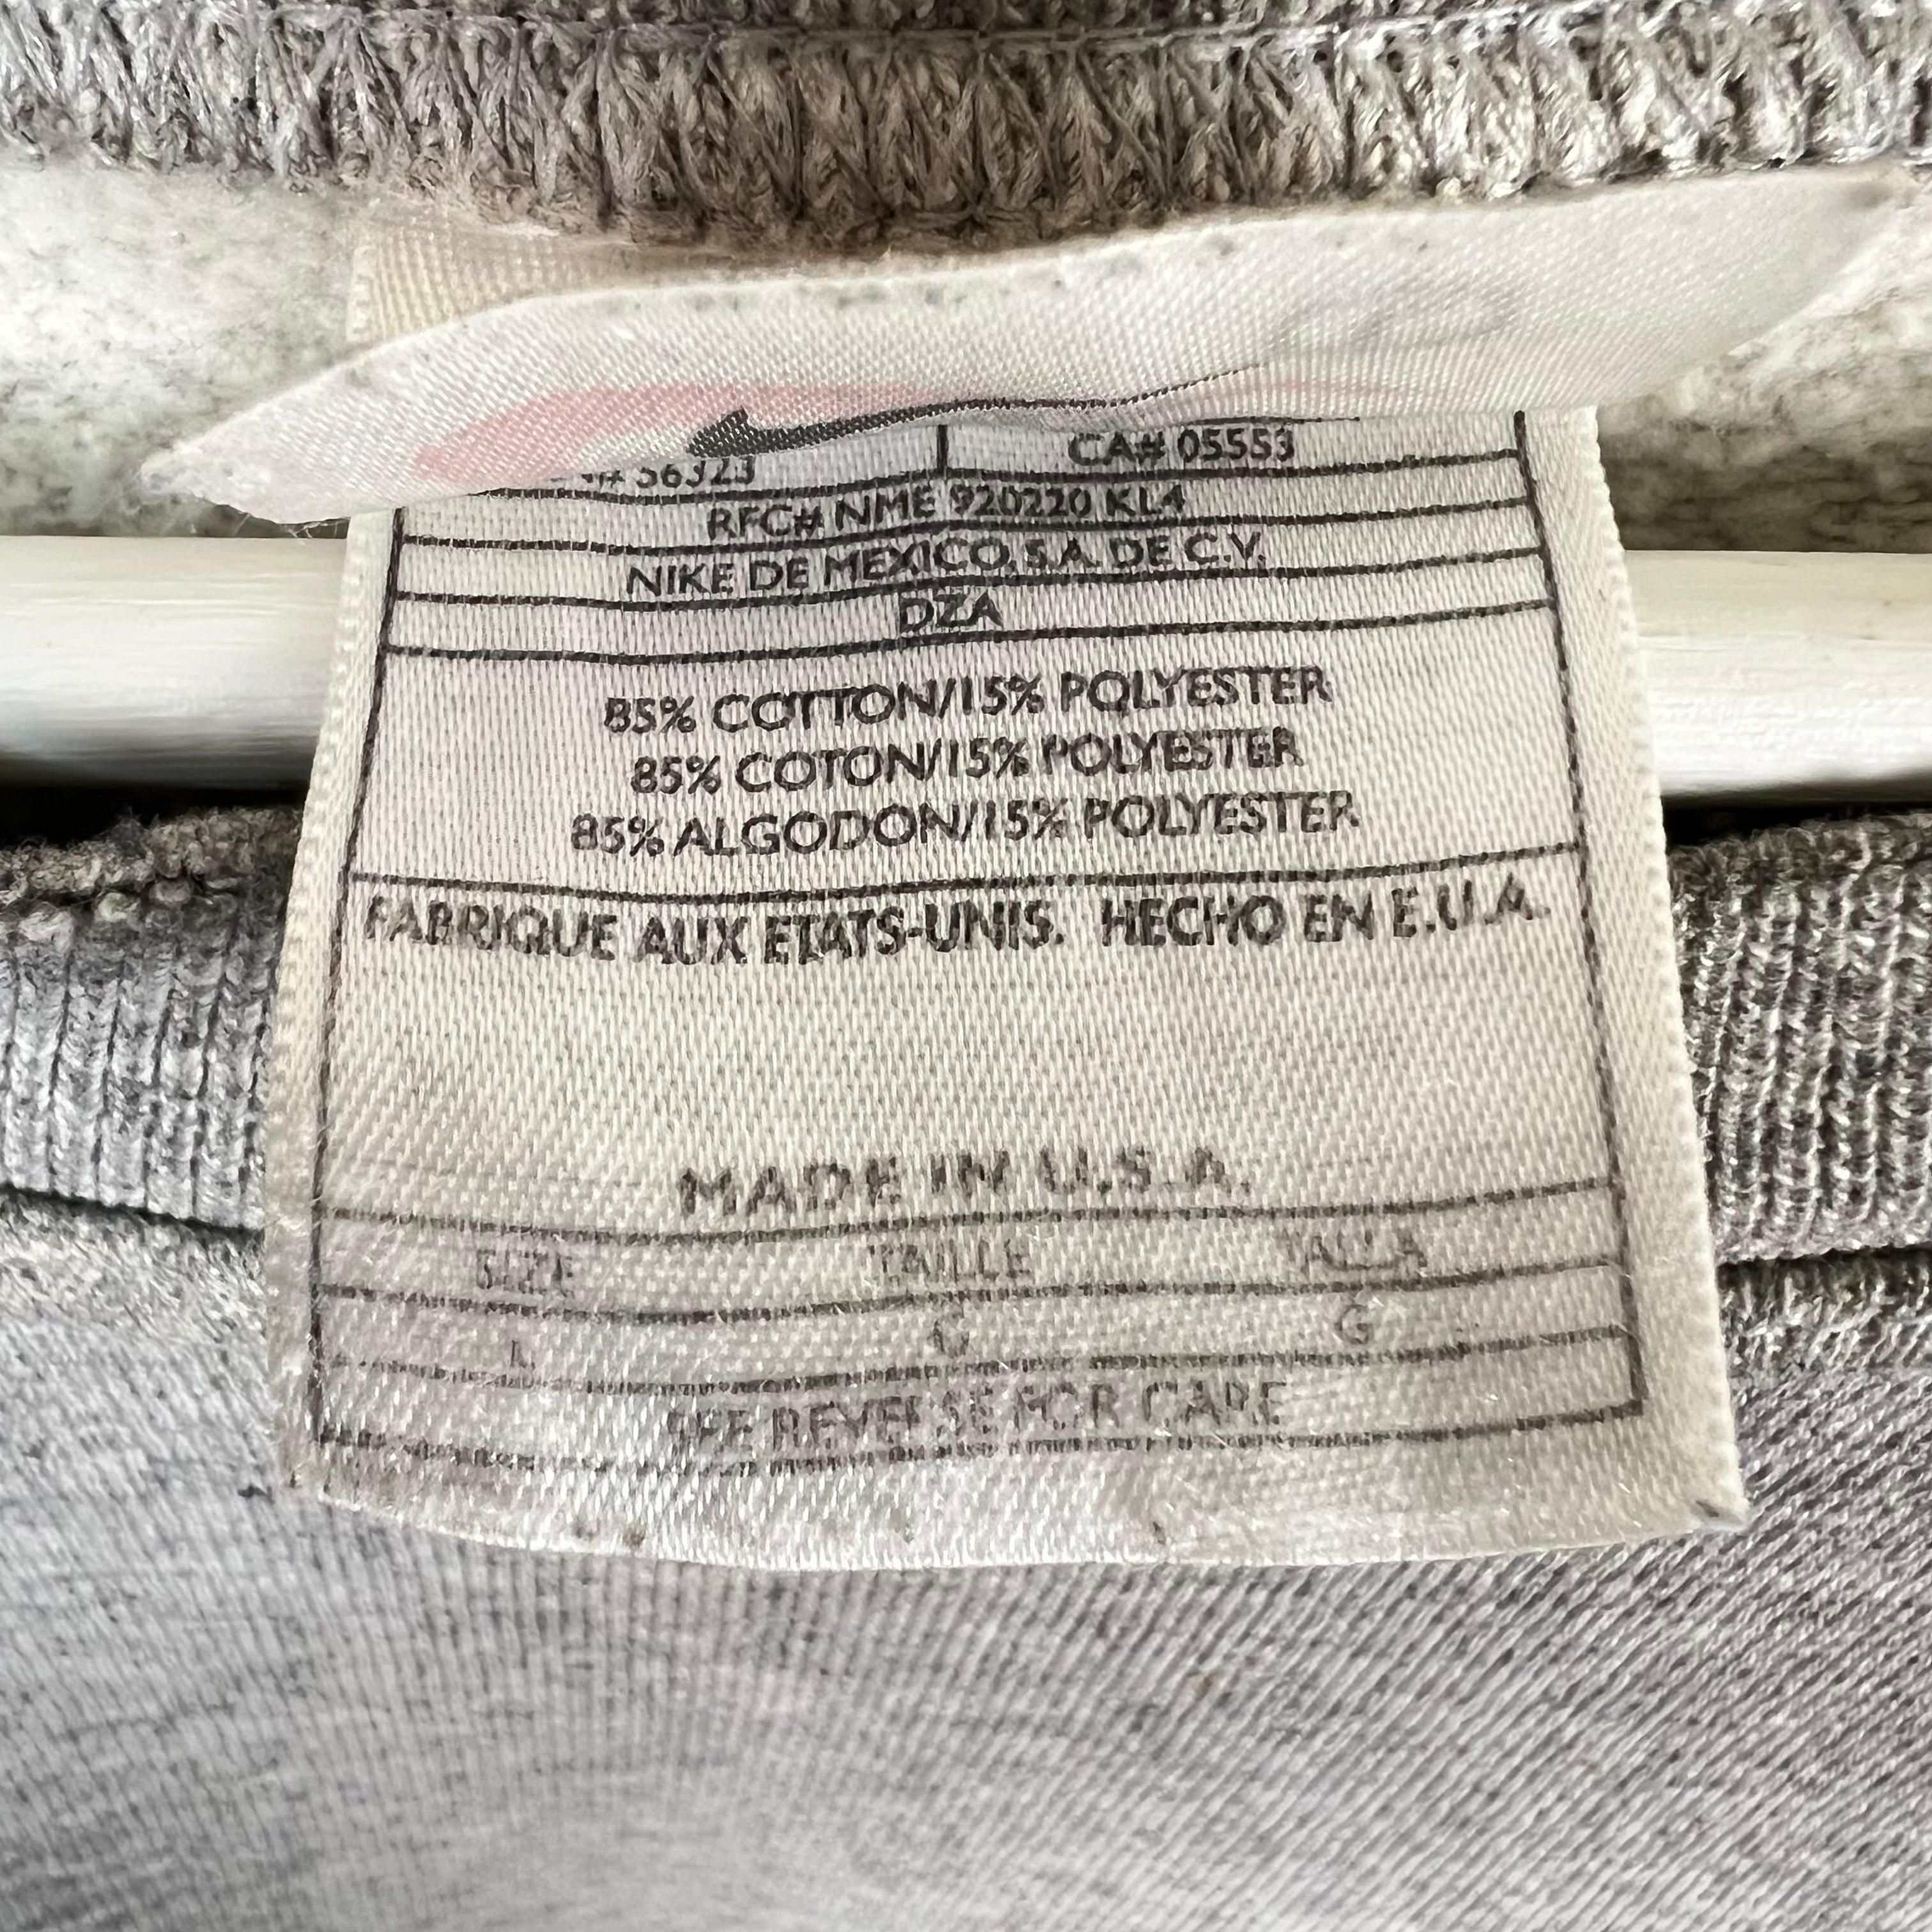 56323 CA# 05553
RFC# NME 920220 KL4
NIKE DE MEXICO, S.A. DE C.V.
DZA
85% COTTON/15% POLYESTER
85% COTON/15% POLYESTER
85% ALGODON/15% POLYESTER
FABRIQUE AUX ETATS-UNIS. HECHO EN E.U.A.
MADE IN U.S.A.
SIZE TAILLE TALLA
L G G
SEE REVERSE FOR CARE